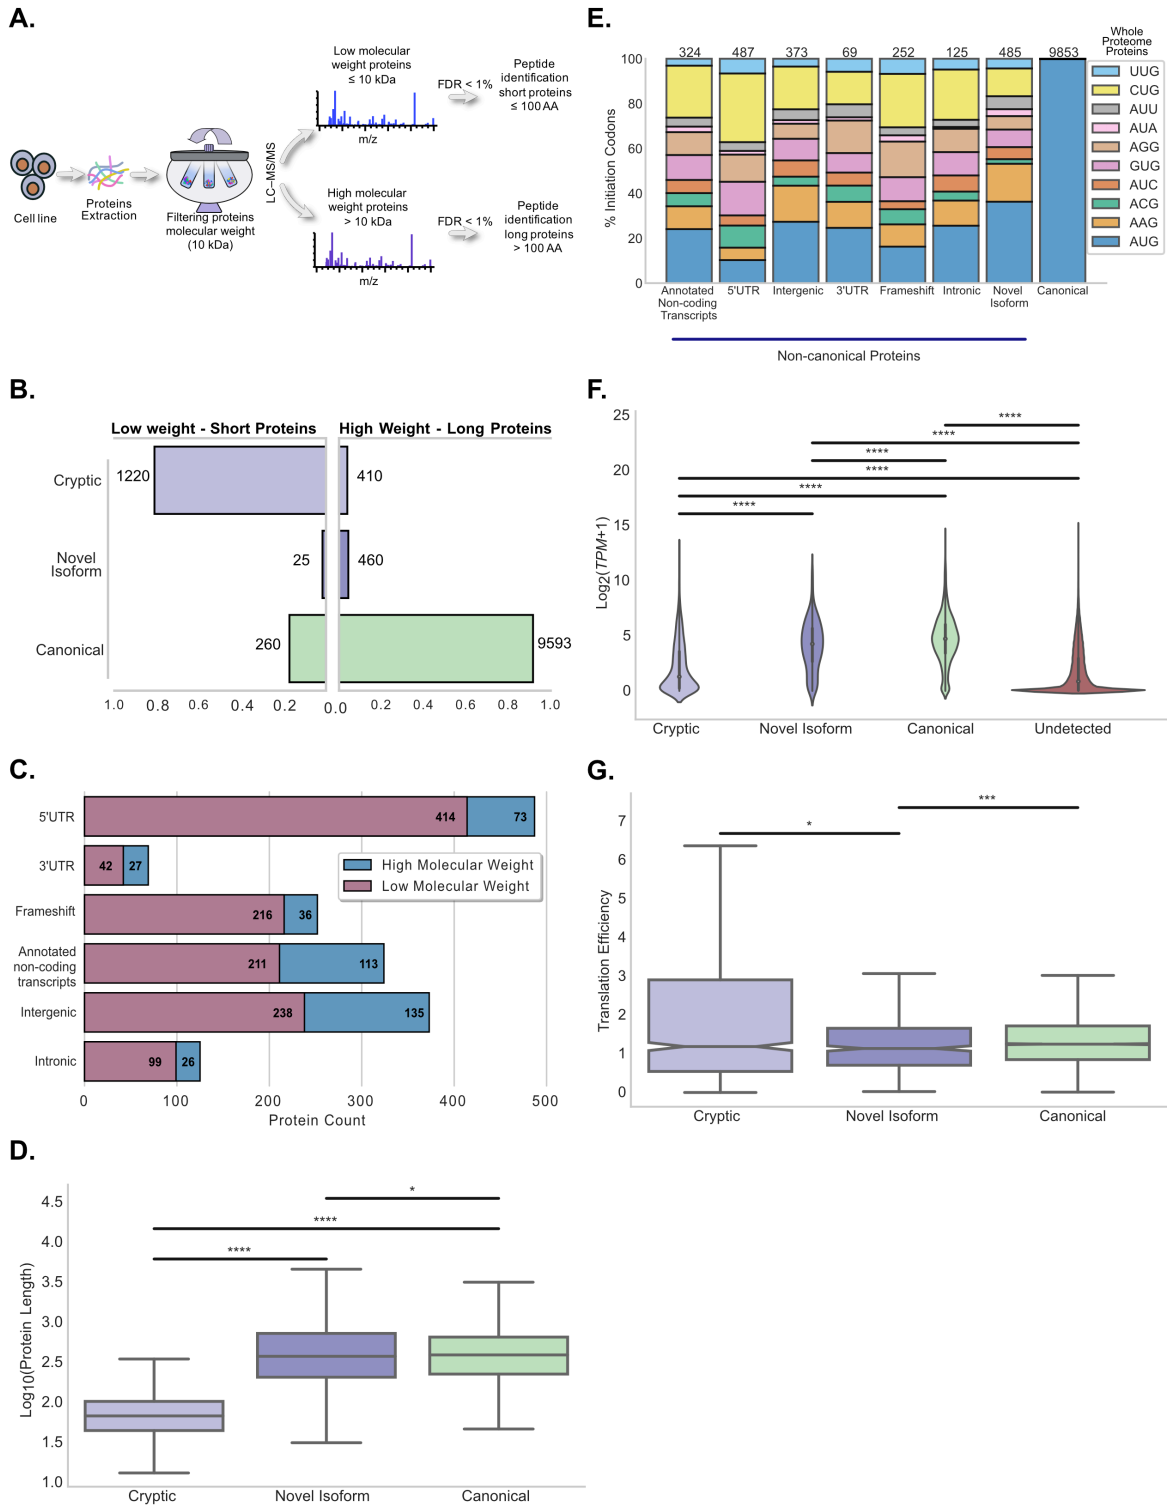 A.
Cell line
Proteins
Extraction
Filtering proteins
molecular weight
(10 kDa)
LC–MS/MS
Low molecular
weight proteins
≤ 10 kDa
m/z
FDR < 1%
Peptide
identification
short proteins
≤ 100 AA
High molecular
weight proteins
> 10 kDa
m/z
FDR < 1%
Peptide
identification
long proteins
> 100 AA
B.
Low weight - Short Proteins
High Weight - Long Proteins
Cryptic
1220
410
Novel
Isoform
25
460
Canonical
260
9593
1.0 0.8 0.6 0.4 0.2 0.0 0.2 0.4 0.6 0.8 1.0
C.
5'UTR
414
73
3'UTR
42
27
Frameshift
216
36
Annotated
non-coding
transcripts
211
113
Intergenic
238
135
Intronic
99
26
High Molecular Weight
Low Molecular Weight
0 100 200 300 400 500
Protein Count
D.
Log10(Protein Length)
4.5
4.0
3.5
3.0
2.5
2.0
1.5
1.0
*
****
****
Cryptic
Novel Isoform
Canonical
E.
% Initiation Codons
100
80
60
40
20
0
324 487 373 69 252 125 485 9853
Annotated
Non-coding
Transcripts
5'UTR
Intergenic
3'UTR
Frameshift
Intronic
Novel
Isoform
Canonical
Non-canonical Proteins
Whole
Proteome
Proteins
UUG
CUG
AUU
AUA
AGG
GUG
AUC
ACG
AAG
AUG
F.
Log2(TPM+1)
25
20
15
10
5
0
****
****
****
****
****
****
Cryptic
Novel Isoform
Canonical
Undetected
G.
Translation Efficiency
7
6
5
4
3
2
1
0
*
***
Cryptic
Novel Isoform
Canonical